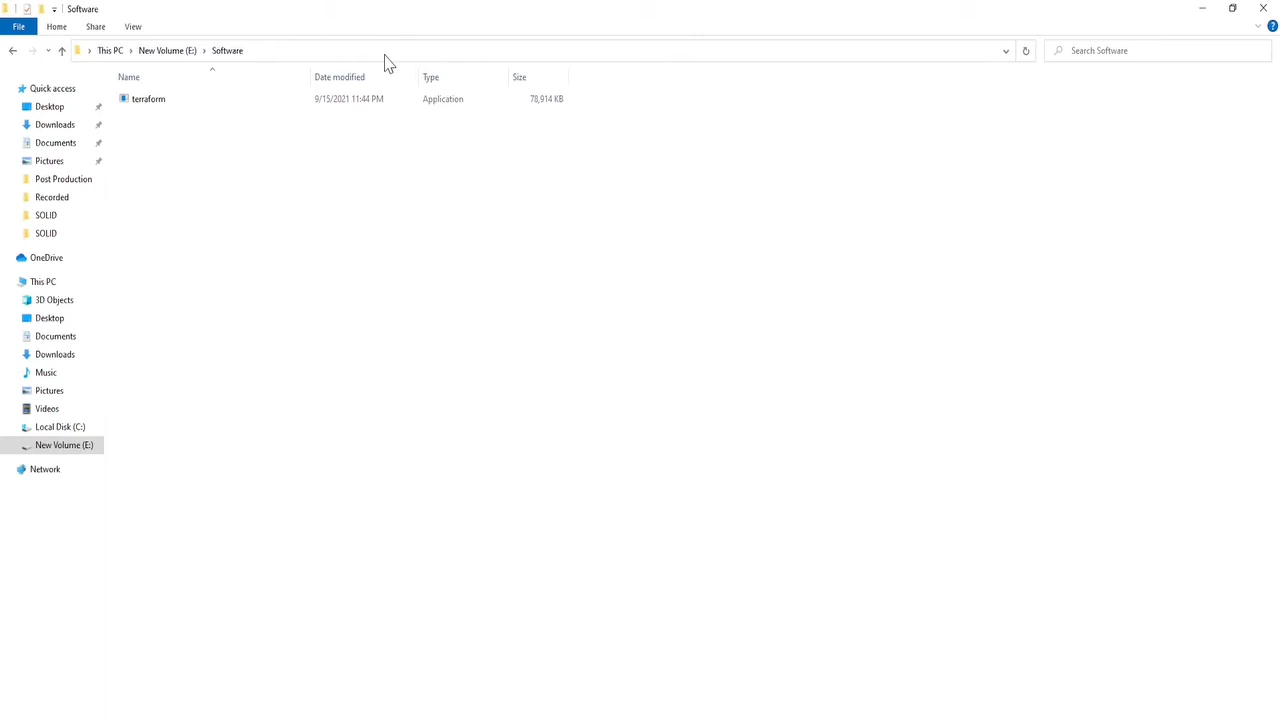 Software
File Home Share View
This PC New Volume (E:) Software
Search Software
Name Date modified Type Size
terraform 9/15/2021 11:44 PM Application 78,914 KB
Quick access
Desktop
Downloads
Documents
Pictures
Post Production
Recorded
SOLID
SOLID
OneDrive
This PC
3D Objects
Desktop
Documents
Downloads
Music
Pictures
Videos
Local Disk (C:)
New Volume (E:)
Network